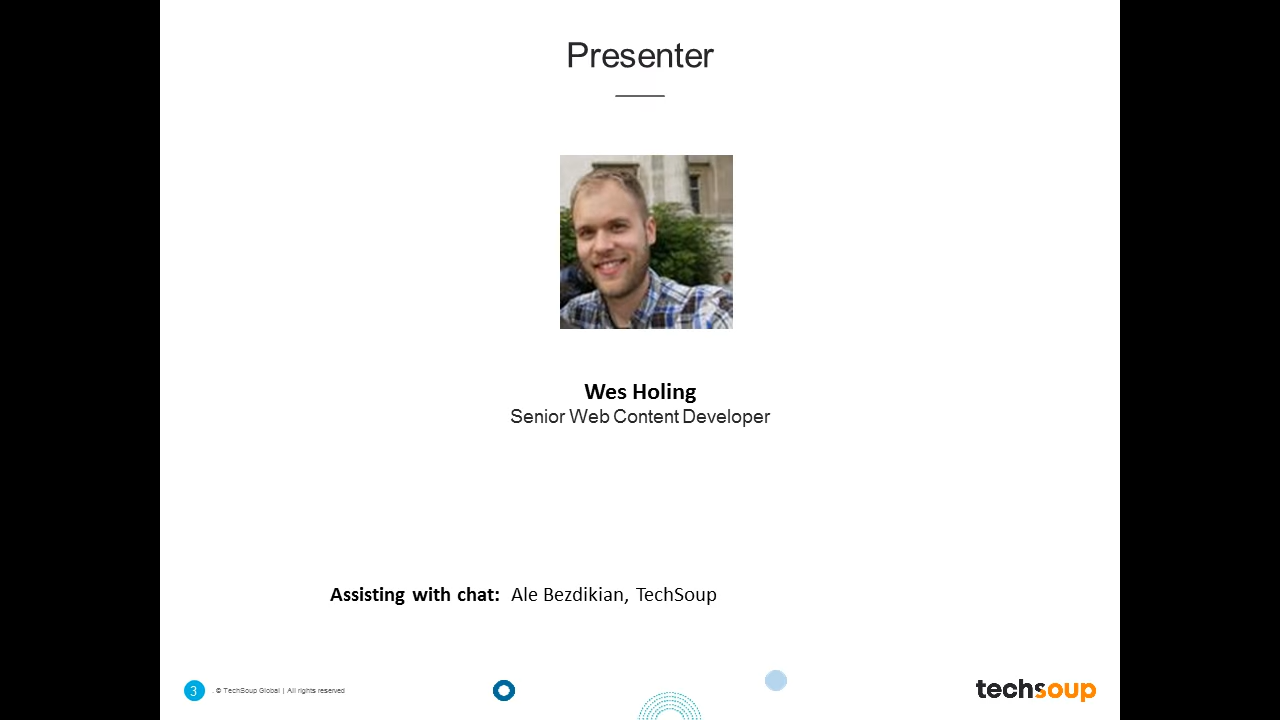 Presenter
Wes Holing
Senior Web Content Developer
Assisting with chat: Ale Bezdikian, TechSoup
3 . © TechSoup Global | All rights reserved
techsoup